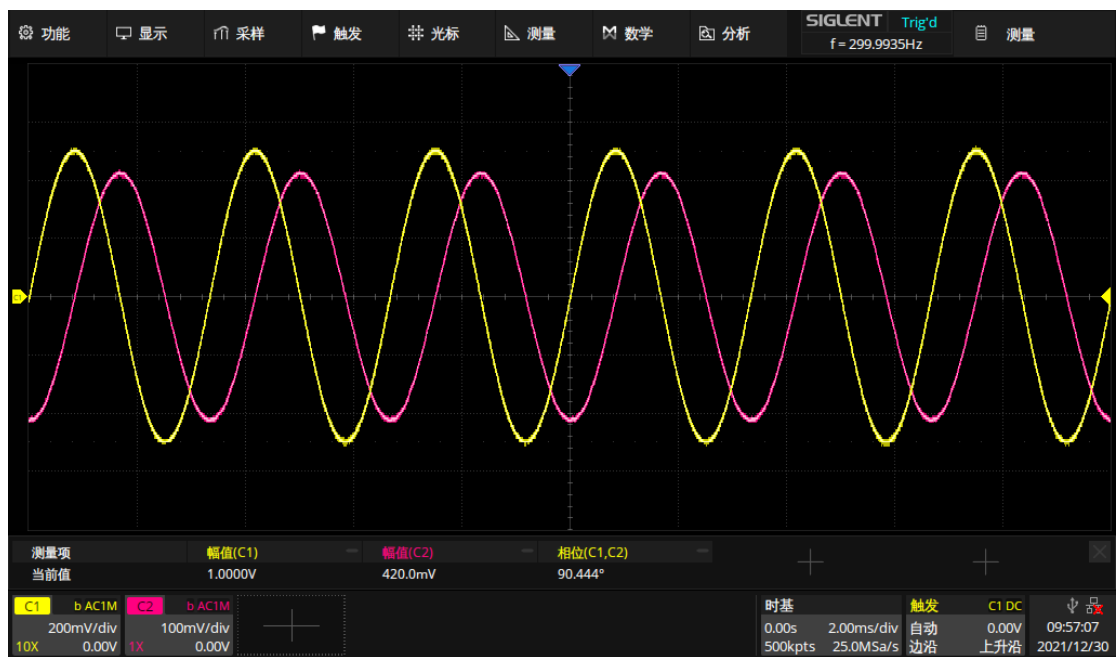 功能 显示 采样 触发 光标 测量 数学 分析 SIGLENT Trig'd 测量
f = 299.9935Hz
C1
测量项 幅值(C1) 幅值(C2) 相位(C1,C2)
当前值 1.0000V 420.0mV 90.444°
C1 b AC1M C2 b AC1M 时基 触发 C1 DC
200mV/div 100mV/div 0.00s 2.00ms/div 自动 0.00V 09:57:07
10X 0.00V 1X 0.00V 500kpts 25.0MSa/s 边沿 上升沿 2021/12/30